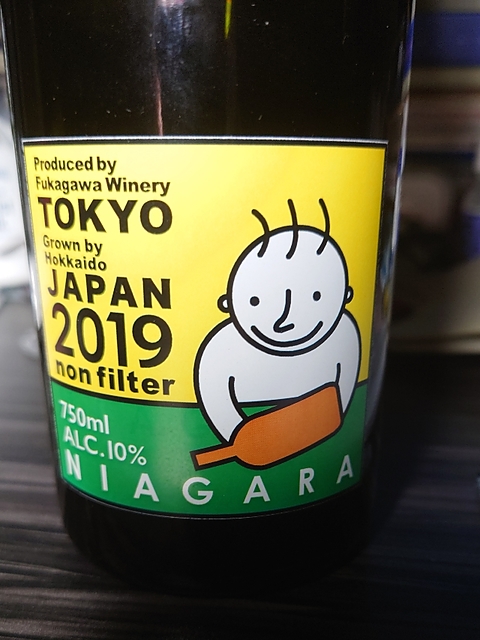 Produced by
Fukagawa Winery
TOKYO
Grown by
Hokkaido
JAPAN
2019
non filter
750ml
ALC.10%
NIAGARA